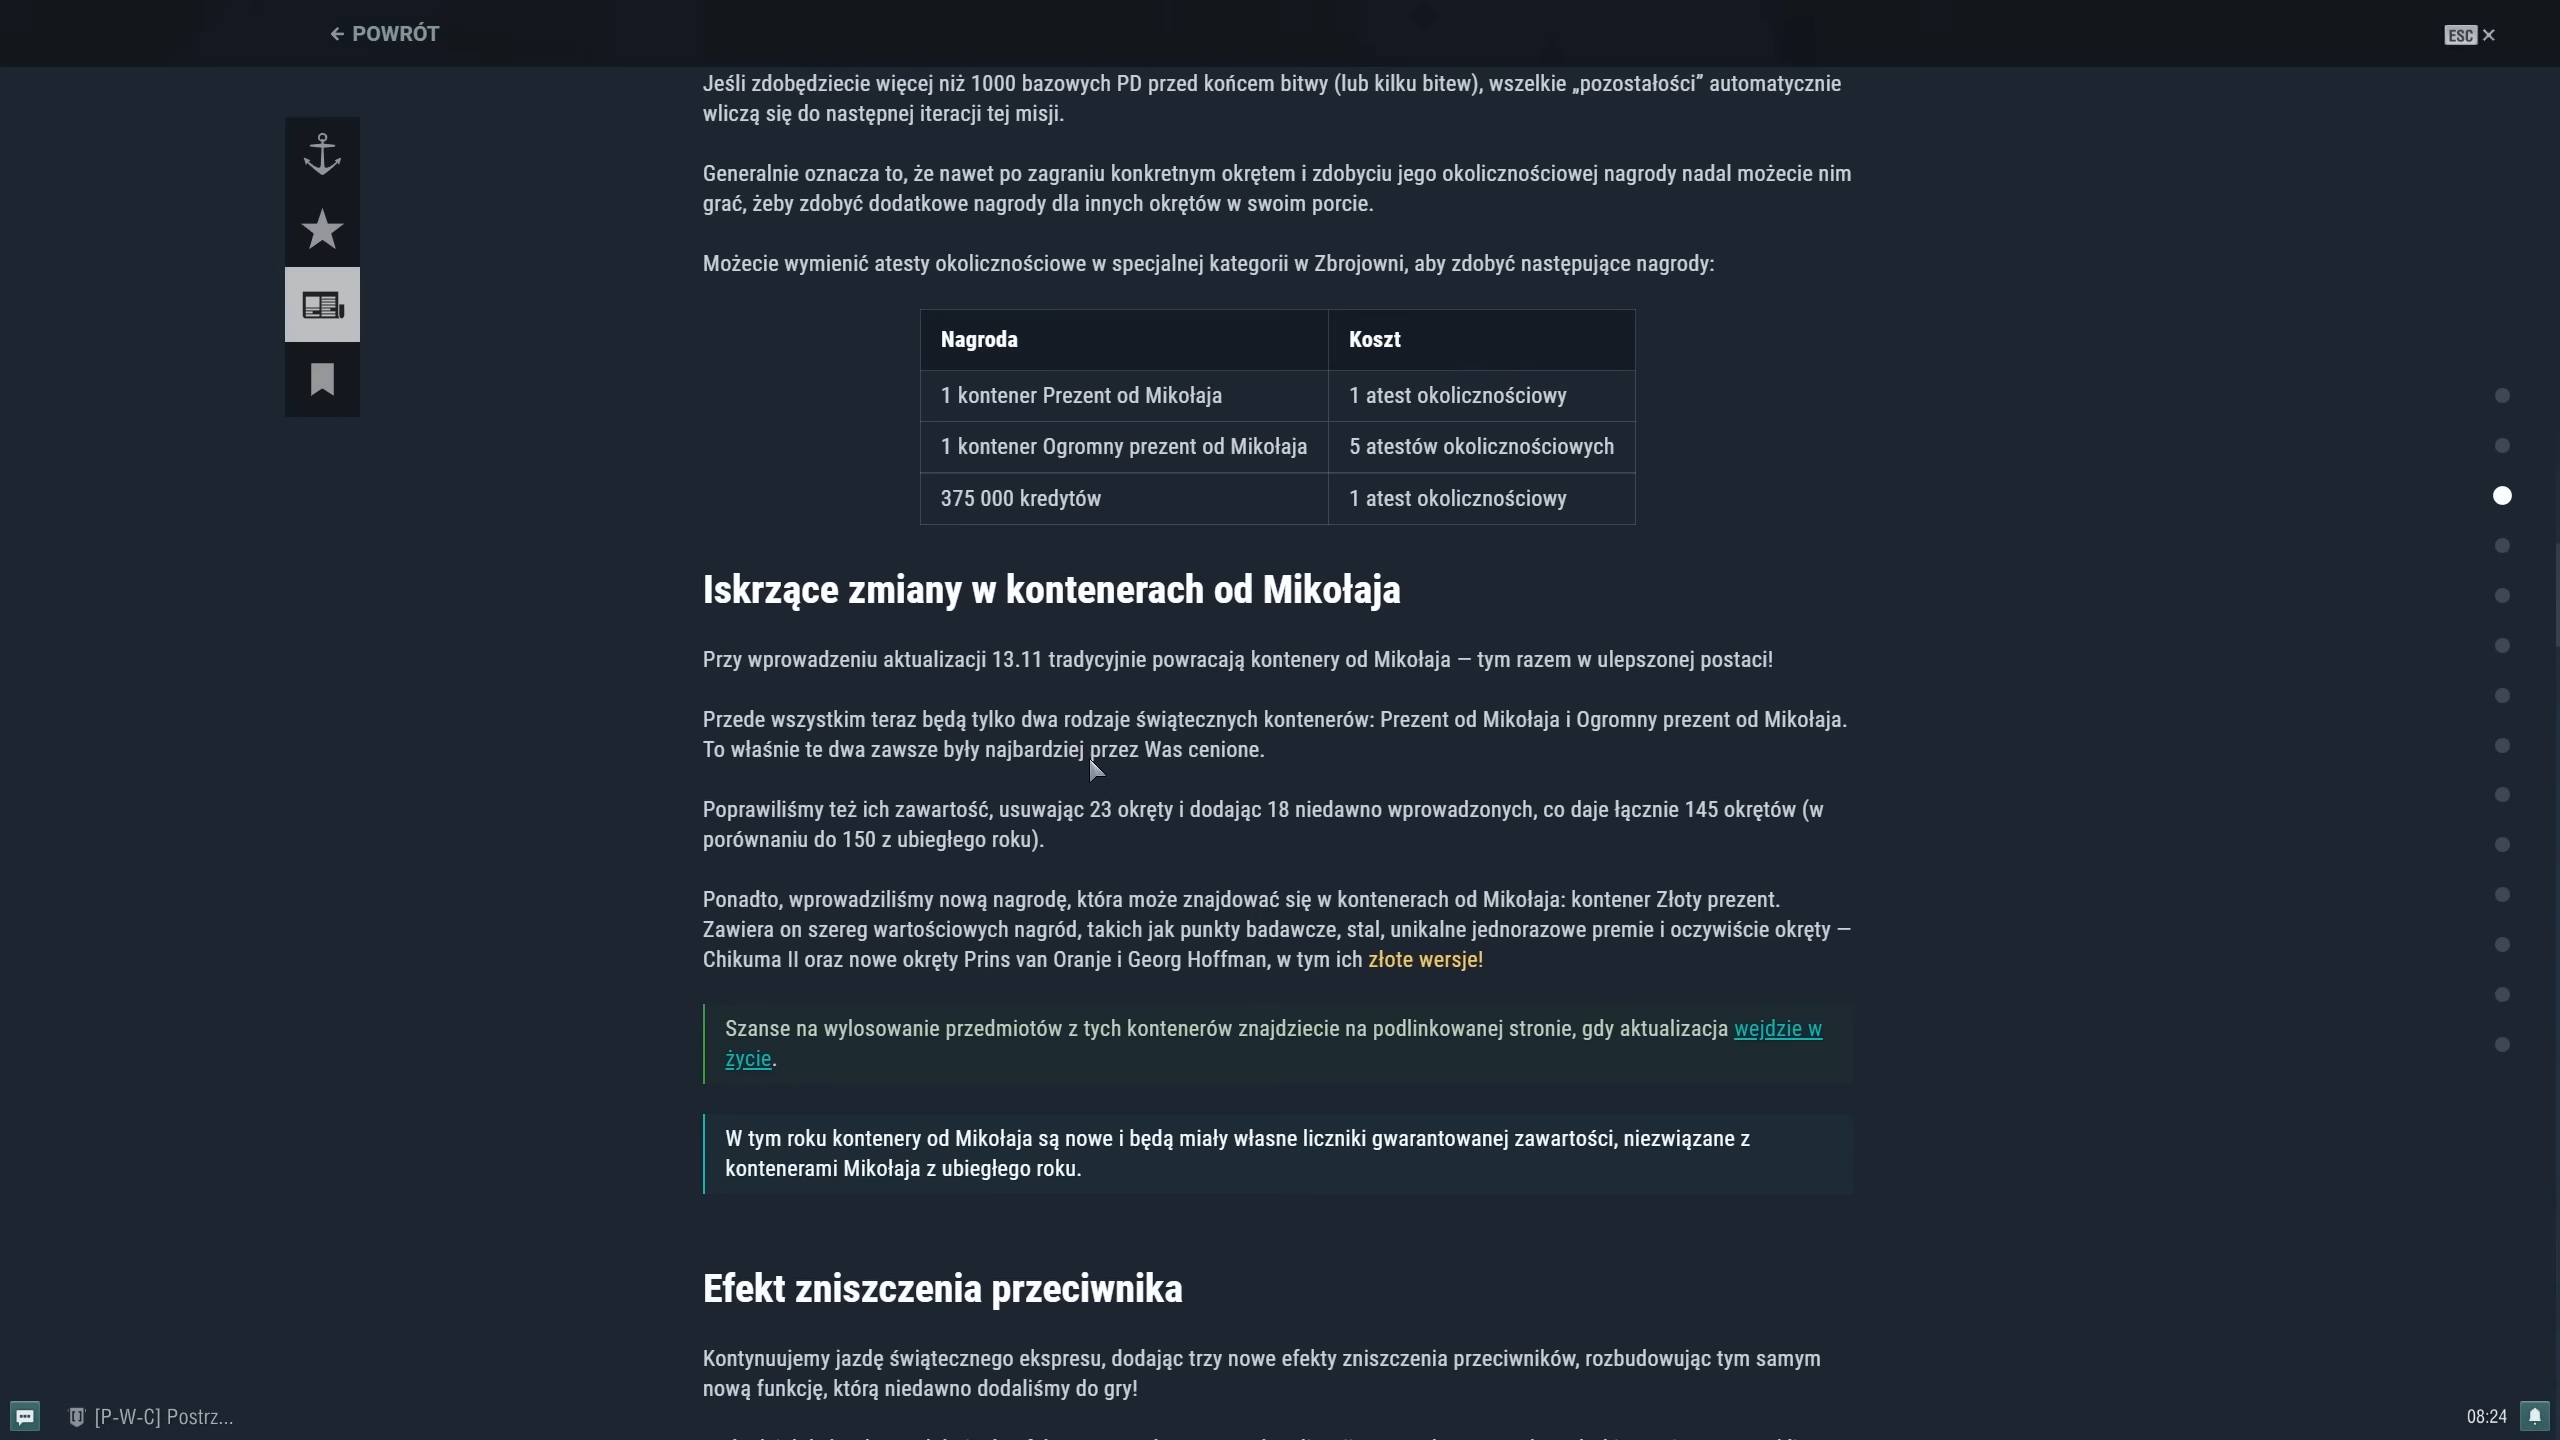 POWRÓT
ESC
Jeśli zdobędziecie więcej niż 1000 bazowych PD przed końcem bitwy (lub kilku bitew), wszelkie „pozostałości” automatycznie
wliczą się do następnej iteracji tej misji.
Generalnie oznacza to, że nawet po zagraniu konkretnym okrętem i zdobyciu jego okolicznościowej nagrody nadal możecie nim
grać, żeby zdobyć dodatkowe nagrody dla innych okrętów w swoim porcie.
Możecie wymienić atesty okolicznościowe w specjalnej kategorii w Zbrojowni, aby zdobyć następujące nagrody:
Nagroda Koszt
1 kontener Prezent od Mikołaja 1 atest okolicznościowy
1 kontener Ogromny prezent od Mikołaja 5 atestów okolicznościowych
375 000 kredytów 1 atest okolicznościowy
Iskrzące zmiany w kontenerach od Mikołaja
Przy wprowadzeniu aktualizacji 13.11 tradycyjnie powracają kontenery od Mikołaja — tym razem w ulepszonej postaci!
Przede wszystkim teraz będą tylko dwa rodzaje świątecznych kontenerów: Prezent od Mikołaja i Ogromny prezent od Mikołaja.
To właśnie te dwa zawsze były najbardziej przez Was cenione.
Poprawiliśmy też ich zawartość, usuwając 23 okręty i dodając 18 niedawno wprowadzonych, co daje łącznie 145 okrętów (w
porównaniu do 150 z ubiegłego roku).
Ponadto, wprowadziliśmy nową nagrodę, która może znajdować się w kontenerach od Mikołaja: kontener Złoty prezent.
Zawiera on szereg wartościowych nagród, takich jak punkty badawcze, stal, unikalne jednorazowe premie i oczywiście okręty —
Chikuma II oraz nowe okręty Prins van Oranje i Georg Hoffman, w tym ich złote wersje!
Szanse na wylosowanie przedmiotów z tych kontenerów znajdziecie na podlinkowanej stronie, gdy aktualizacja wejdzie w
życie.
W tym roku kontenery od Mikołaja są nowe i będą miały własne liczniki gwarantowanej zawartości, niezwiązane z
kontenerami Mikołaja z ubiegłego roku.
Efekt zniszczenia przeciwnika
Kontynuujemy jazdę świątecznego ekspresu, dodając trzy nowe efekty zniszczenia przeciwników, rozbudowując tym samym
nową funkcję, którą niedawno dodaliśmy do gry!
[P-W-C] Postrz...
08:24